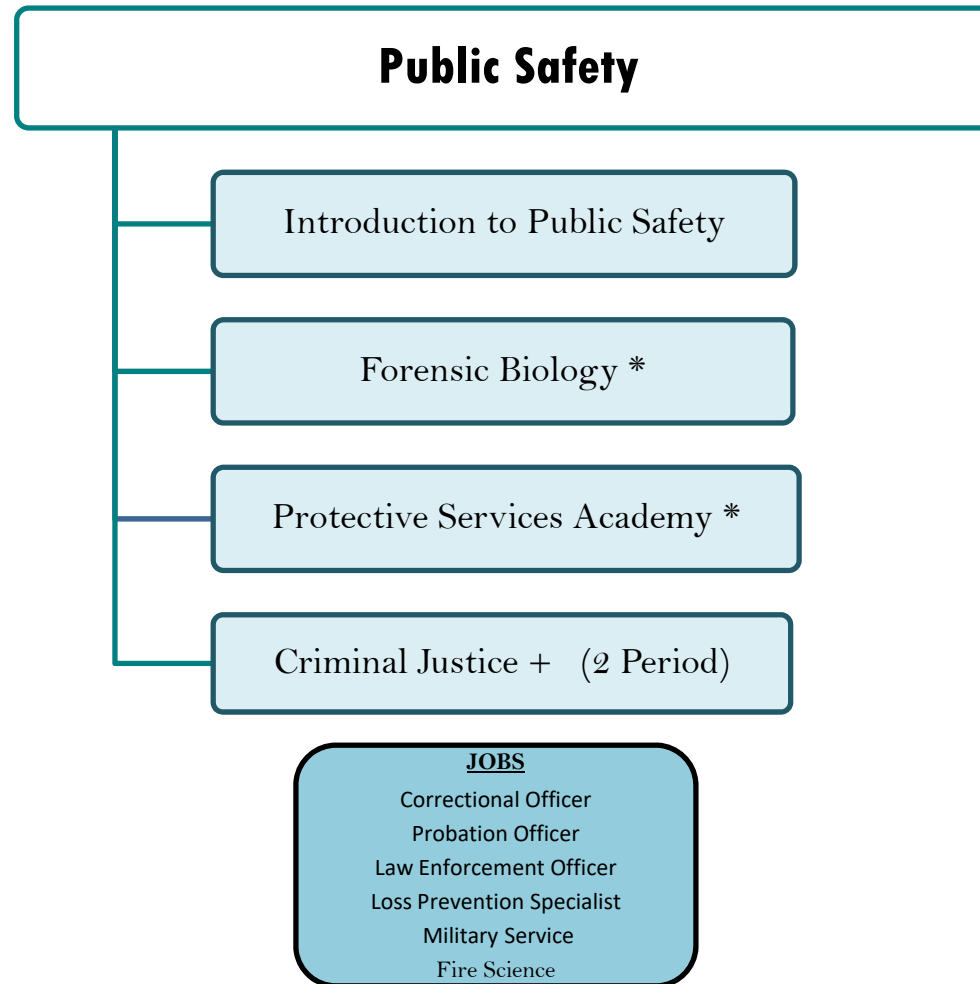 Public Safety
Introduction to Public Safety
Forensic Biology *
Protective Services Academy *
Criminal Justice + (2 Period)
JOBS
Correctional Officer
Probation Officer
Law Enforcement Officer
Loss Prevention Specialist
Military Service
Fire Science